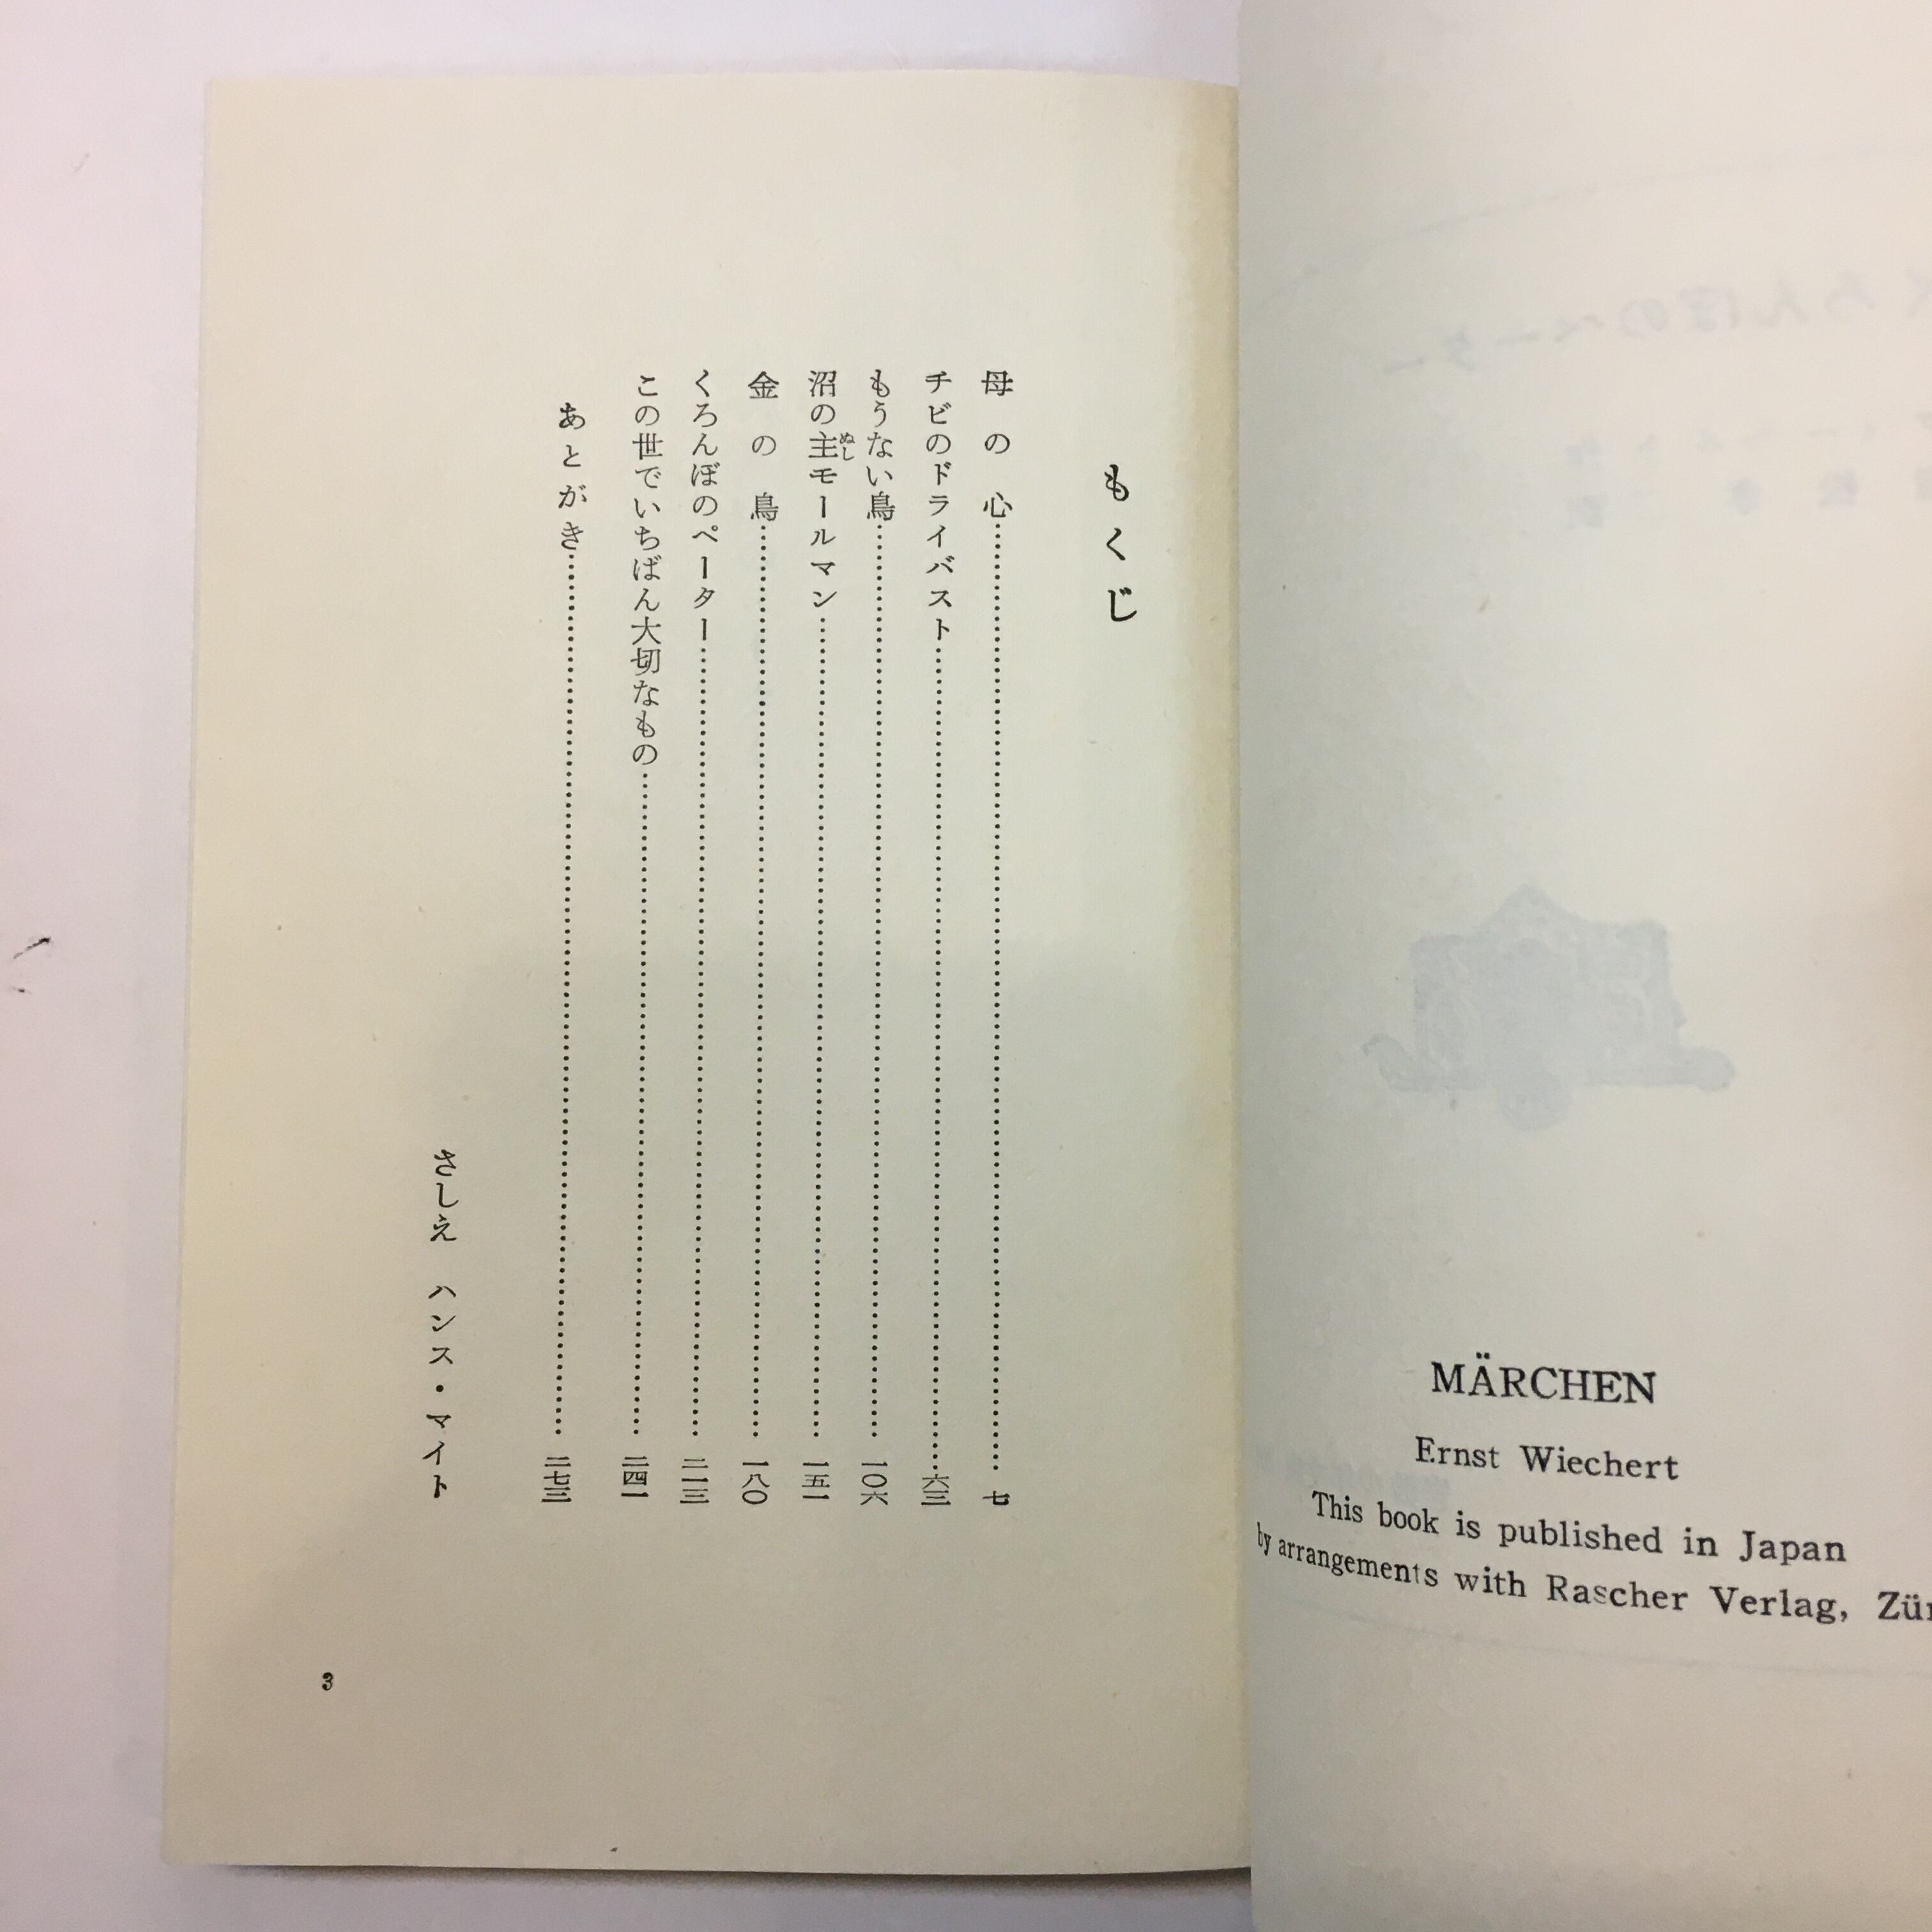 MÄRCHEN
Ernst Wiechert
This book is published in Japan
by arrangements with Rascher Verlag,
もくじ
母の心……七
チビのドライバスト……六三
もうない鳥……一〇六
沼の主モールマン……一五一
ぬし
金の鳥……一八〇
くろんぼのペーター……二一三
この世でいちばん大切なもの……二四一
あとがき……二七三
さしえ ハンス・マイト
3